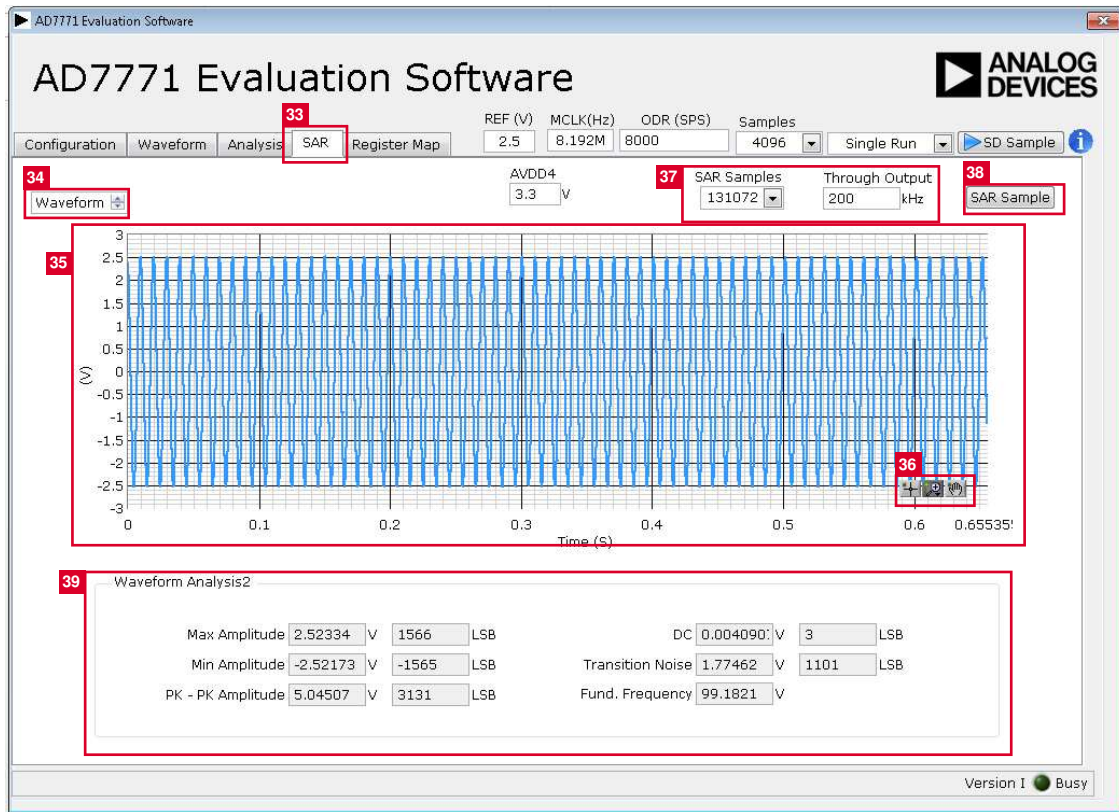 AD7771 Evaluation Software
AD7771 Evaluation Software
ANALOG
DEVICES
33
REF (V) MCLK(Hz) ODR (SPS) Samples
Configuration Waveform Analysis SAR Register Map 2.5 8.192M 8000 4096 Single Run SD Sample i
34
AVDD4
37
SAR Samples Through Output
38
Waveform 3.3 V 131072 200 kHz SAR Sample
35
3
2.5
2
1.5
1
0.5
0
-0.5
-1
-1.5
-2
-2.5
-3
(V)
36
0 0.1 0.2 0.3 0.4 0.5 0.6 0.655355
Time (S)
39
Waveform Analysis2
Max Amplitude 2.52334 V 1566 LSB DC 0.004090 V 3 LSB
Min Amplitude -2.52173 V -1565 LSB Transition Noise 1.77462 V 1101 LSB
PK - PK Amplitude 5.04507 V 3131 LSB Fund. Frequency 99.1821 V
Version I Busy